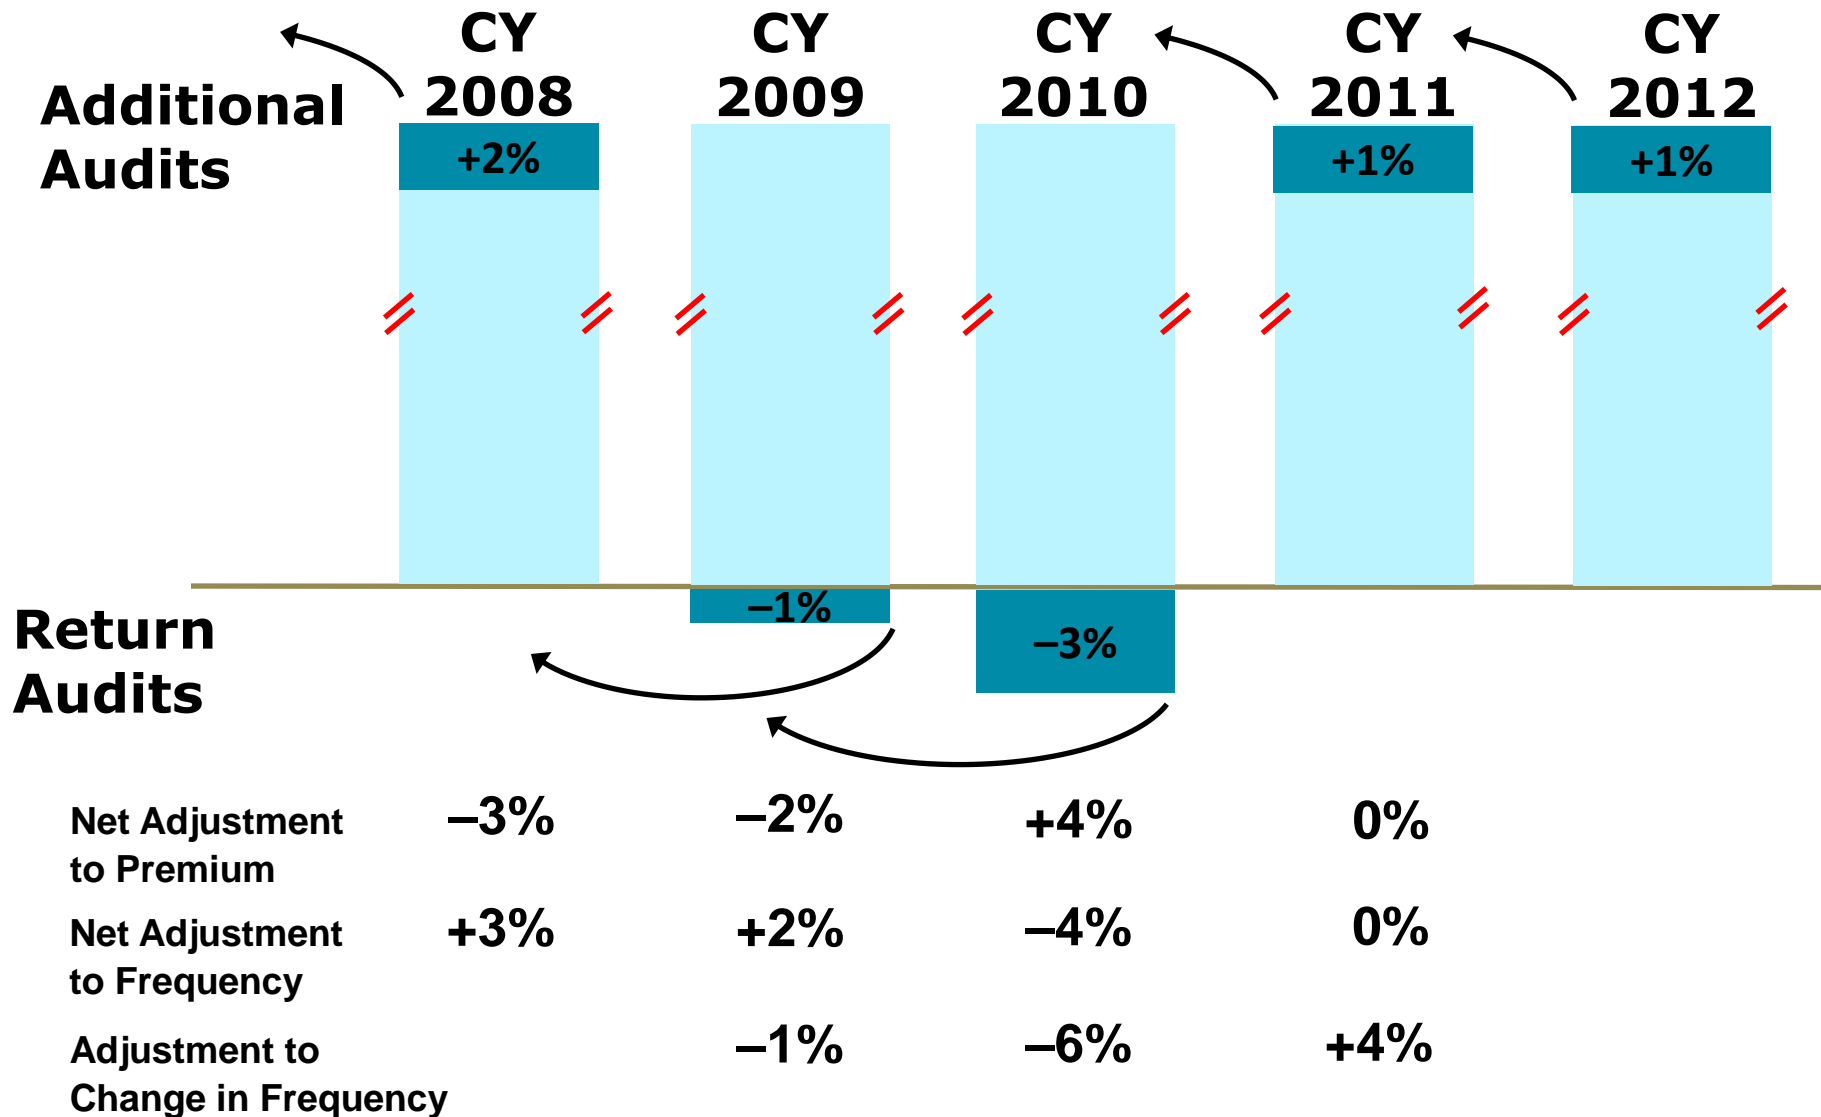 CY
2008
CY
2009
CY
2010
CY
2011
CY
2012
Additional
Audits
+2%
+1%
+1%
–1%
–3%
Return
Audits
Net Adjustment
to Premium
–3%
–2%
+4%
0%
Net Adjustment
to Frequency
+3%
+2%
–4%
0%
Adjustment to
Change in Frequency
–1%
–6%
+4%